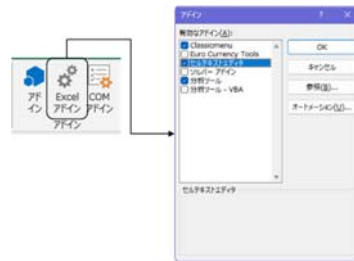 アド
イン
Excel
アドイン
COM
アドイン
アドイン
アドイン
? ×
有効なアドイン(A):
Classicmenu
Euro Currency Tools
セルテキストエディタ
ソルバー アドイン
分析ツール
分析ツール - VBA
OK
キャンセル
参照(B)...
オートメーション(U)...
セルテキストエディタ